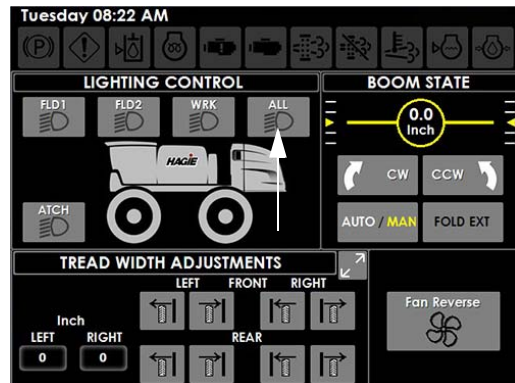 Tuesday 08:22 AM
LIGHTING CONTROL
FLD1 FLD2 WRK ALL
HAGIE
ATCH
BOOM STATE
0.0
Inch
CW CCW
AUTO / MAN FOLD EXT
TREAD WIDTH ADJUSTMENTS
LEFT FRONT RIGHT
Inch
LEFT RIGHT
0 0
REAR
Fan Reverse